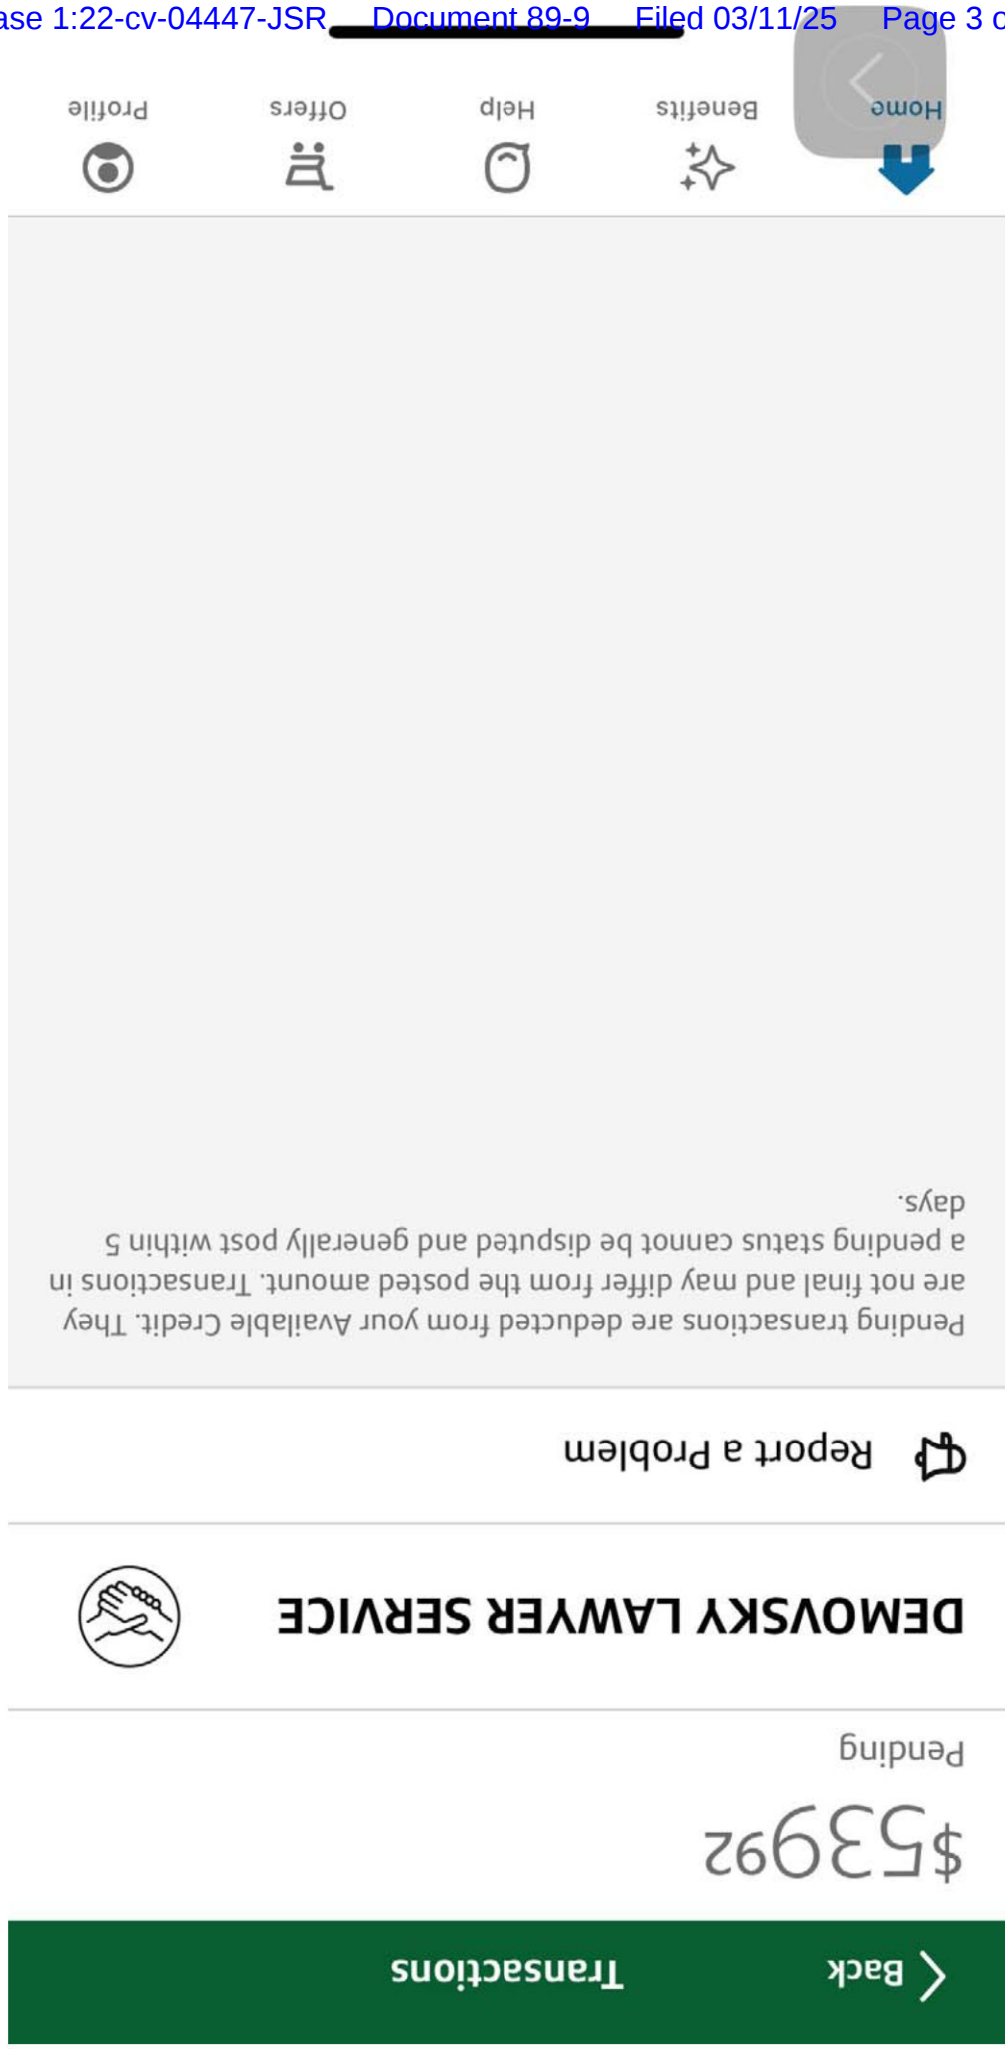 ase 1:22-cv-04447-JSR Document 89-9 Filed 03/11/25 Page 3 o
Back Transactions
$539.92
Pending
DEMOVSKY LAWYER SERVICE
Report a Problem
Pending transactions are deducted from your Available Credit. They
are not final and may differ from the posted amount. Transactions in
a pending status cannot be disputed and generally post within 5
days.
Home Benefits Help Offers Profile